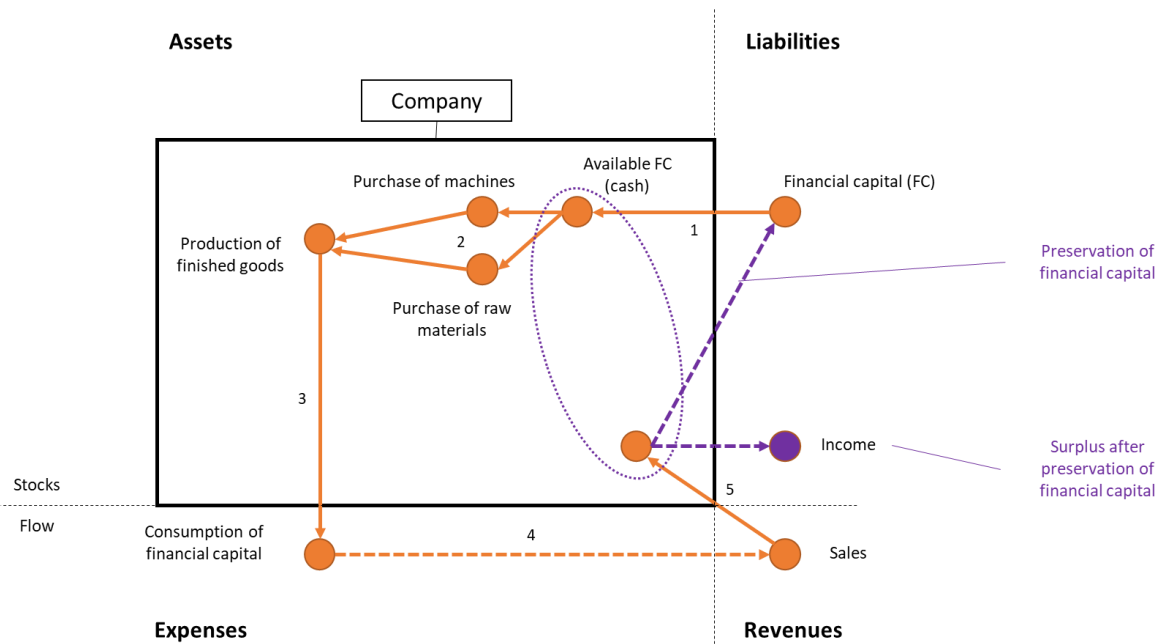 Assets
Liabilities
Company
Available FC
(cash)
Purchase of machines
Financial capital (FC)
1
2
Production of
finished goods
Preservation of
financial capital
Purchase of raw
materials
3
Income
Surplus after
preservation of
financial capital
Stocks
5
Flow
Consumption of
financial capital
4
Sales
Expenses
Revenues